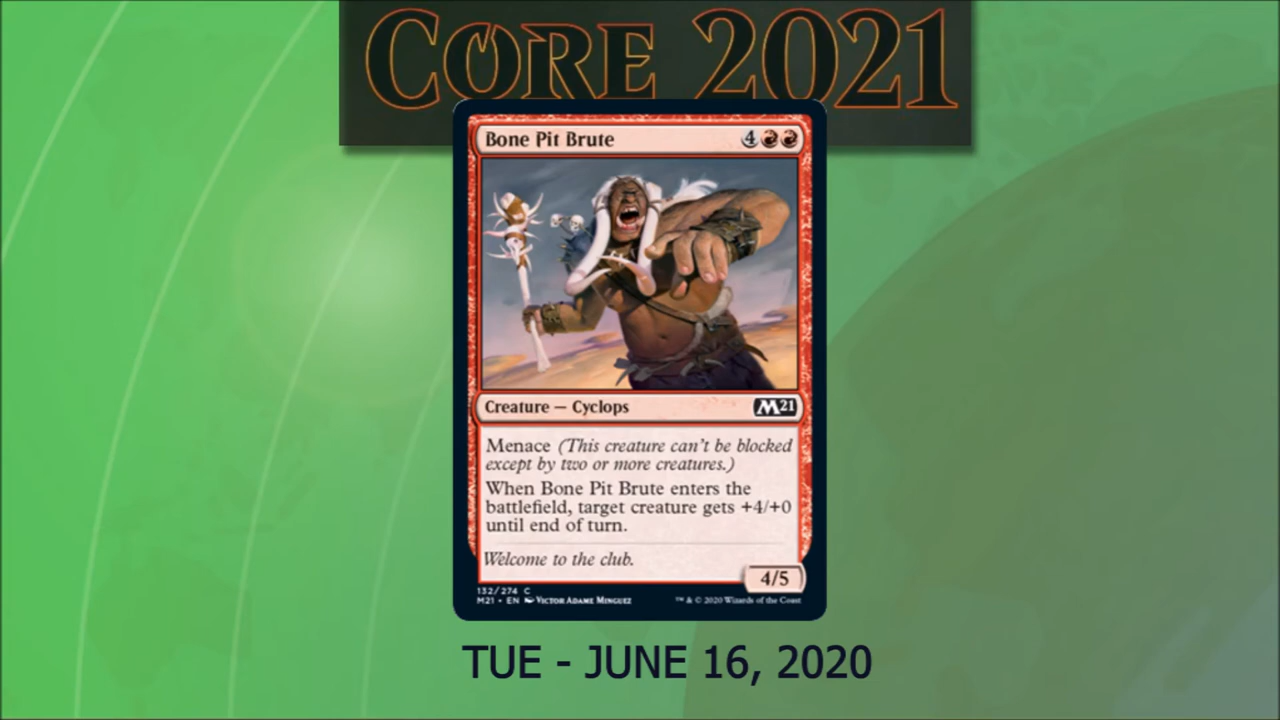 CORE 2021
Bone Pit Brute 4
Creature — Cyclops M21
Menace (This creature can't be blocked
except by two or more creatures.)
When Bone Pit Brute enters the
battlefield, target creature gets +4/+0
until end of turn.
Welcome to the club.
4/5
132/274 C
M21 • EN Victor Adame Minguez ™ & © 2020 Wizards of the Coast
TUE - JUNE 16, 2020